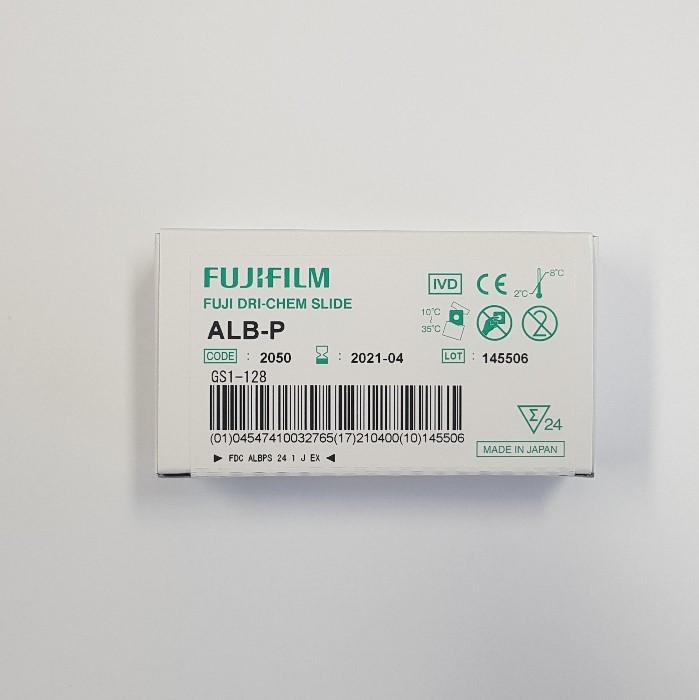 FUJIFILM
FUJI DRI-CHEM SLIDE
ALB-P
IVD CE 2°C 8°C
10°C ~ 35°C 2
CODE : 2050 : 2021-04 LOT : 145506
GS1-128
(01)04547410032765(17)210400(10)145506
Σ 24
▶ FDC ALBPS 24 1 J EX ◀
MADE IN JAPAN